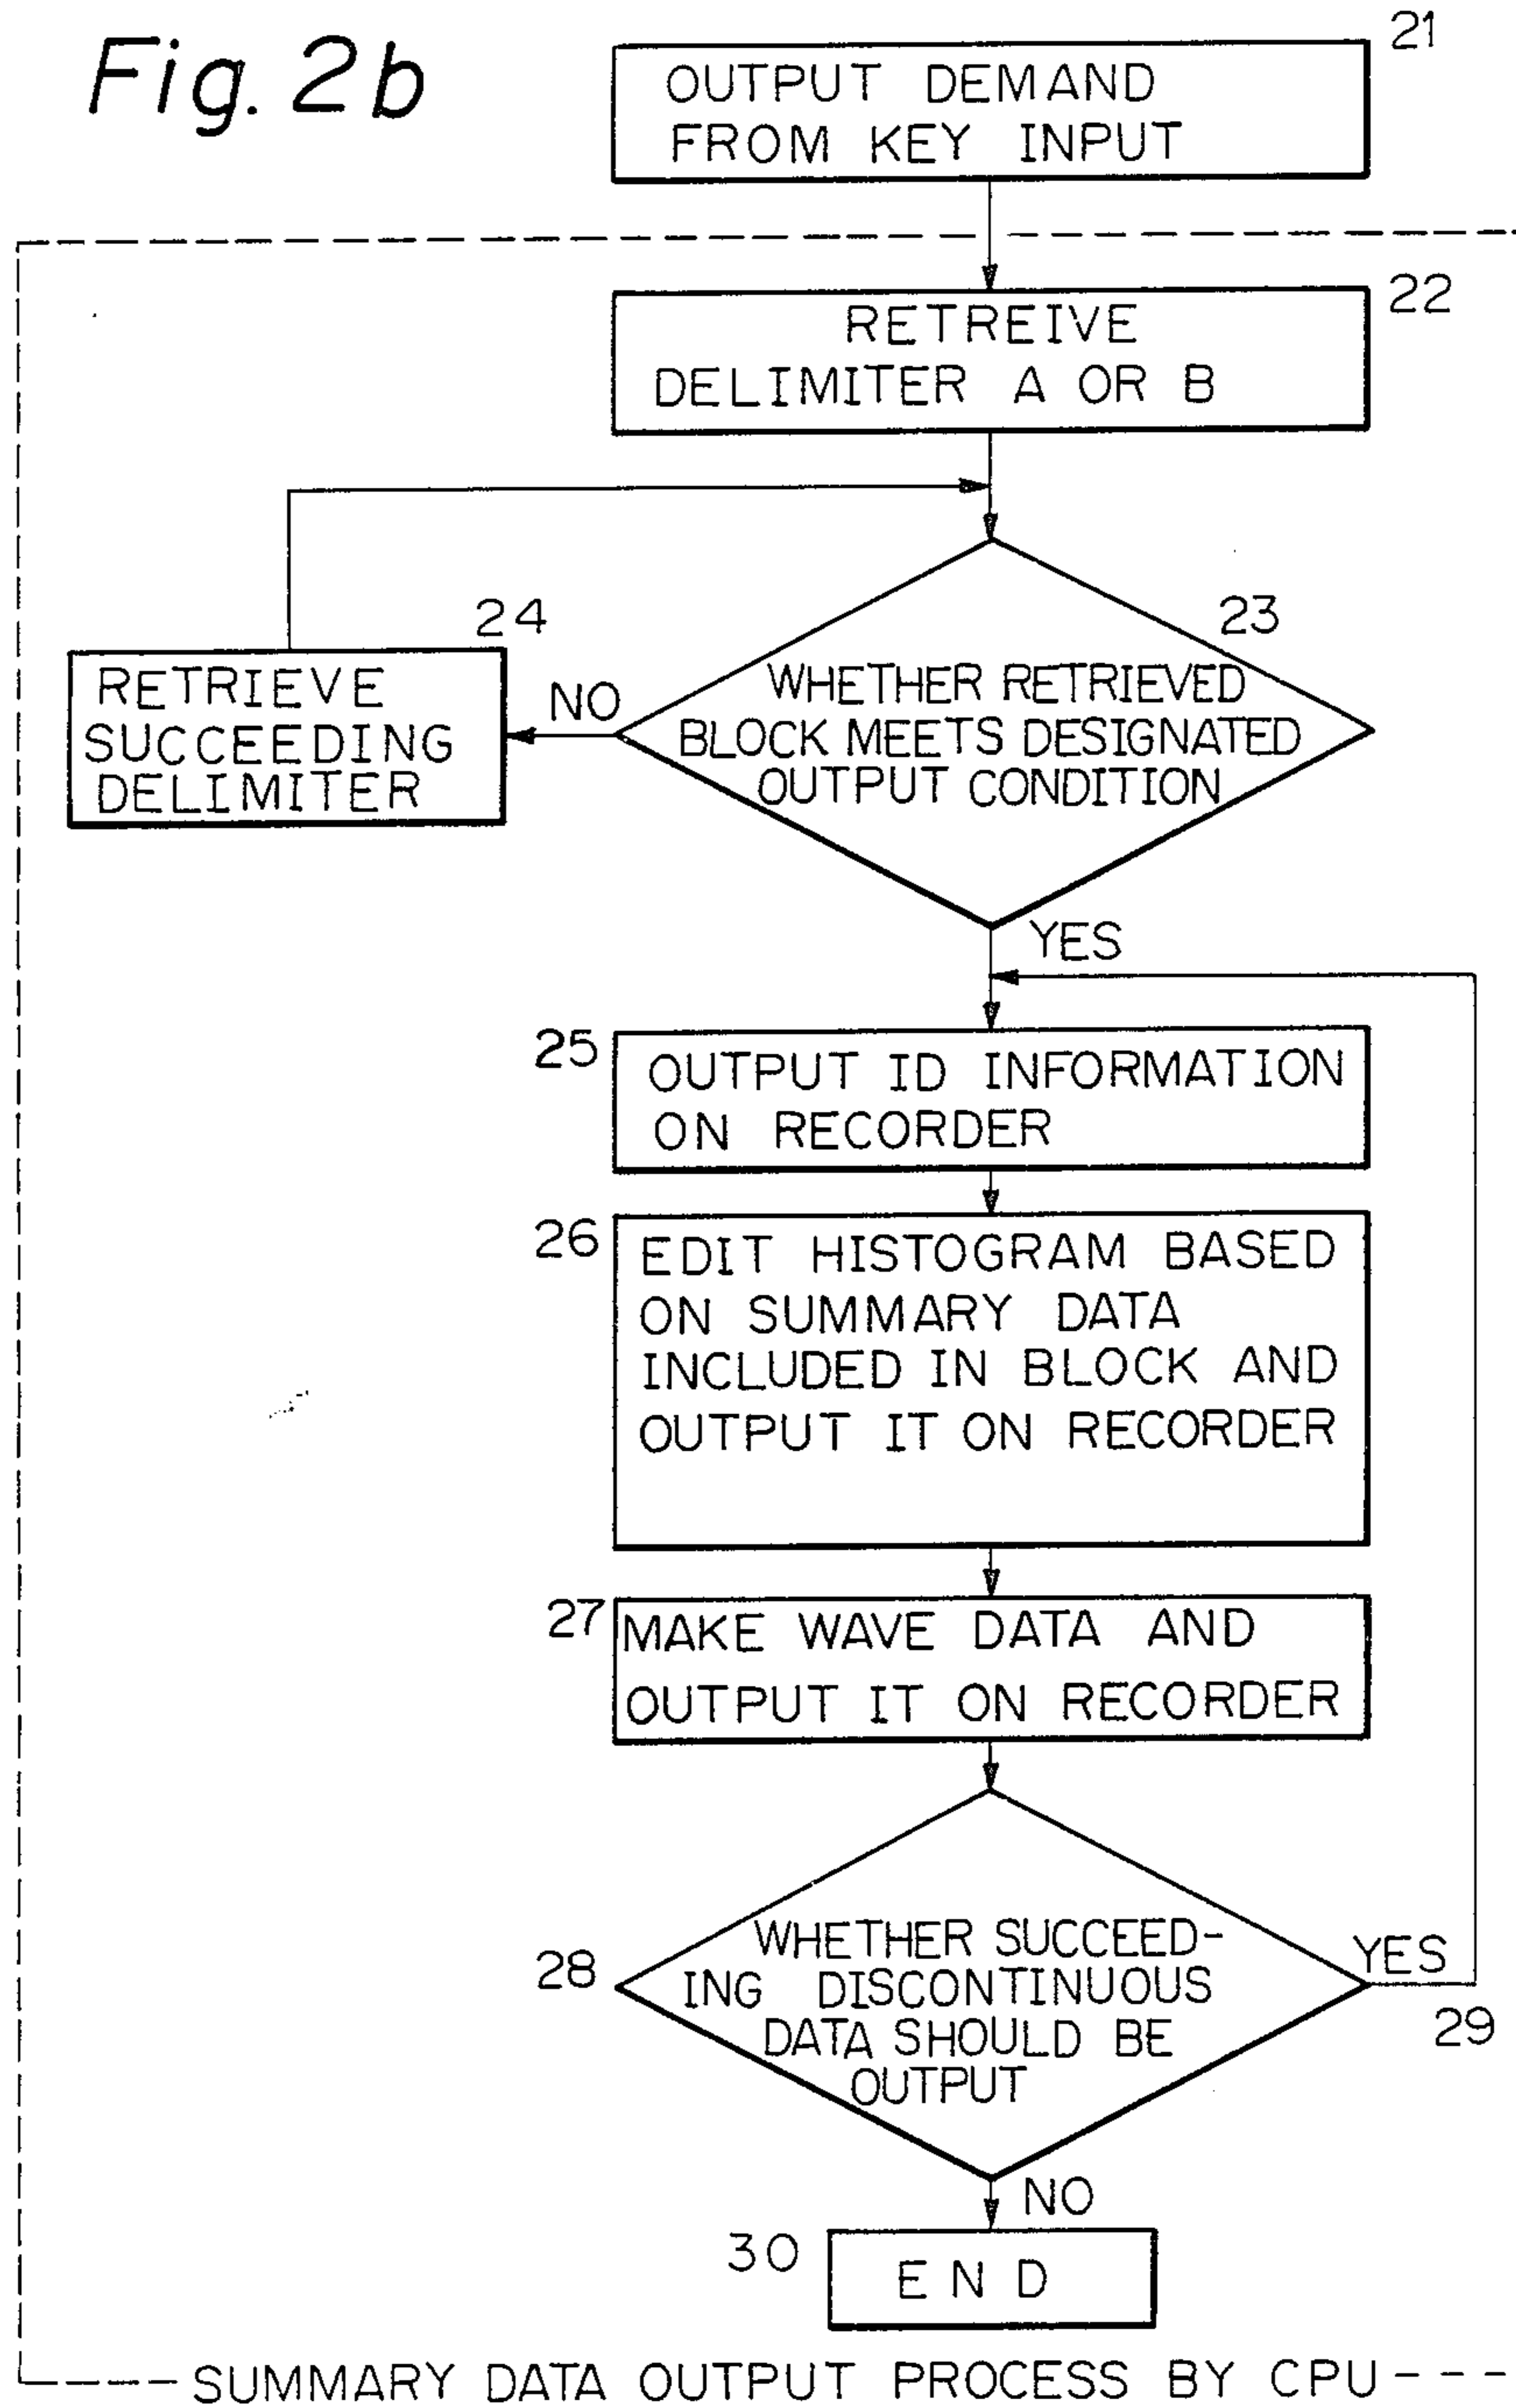 Fig. 2b
21
OUTPUT DEMAND
FROM KEY INPUT
22
RETREIVE
DELIMITER A OR B
24
RETRIEVE
SUCCEEDING
DELIMITER
NO
23
WHETHER RETRIEVED
BLOCK MEETS DESIGNATED
OUTPUT CONDITION
YES
25
OUTPUT ID INFORMATION
ON RECORDER
26
EDIT HISTOGRAM BASED
ON SUMMARY DATA
INCLUDED IN BLOCK AND
OUTPUT IT ON RECORDER
27
MAKE WAVE DATA AND
OUTPUT IT ON RECORDER
28
WHETHER SUCCEED-
ING DISCONTINUOUS
DATA SHOULD BE
OUTPUT
YES
29
NO
30
END
SUMMARY DATA OUTPUT PROCESS BY CPU